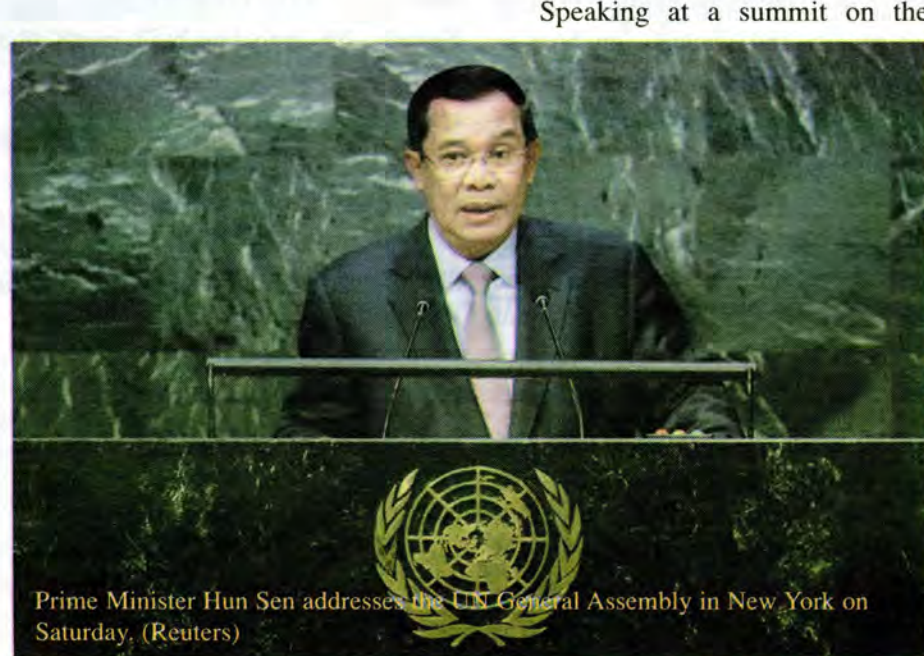 Speaking at a summit on the
Prime Minister Hun Sen addresses the UN General Assembly in New York on
Saturday. (Reuters)